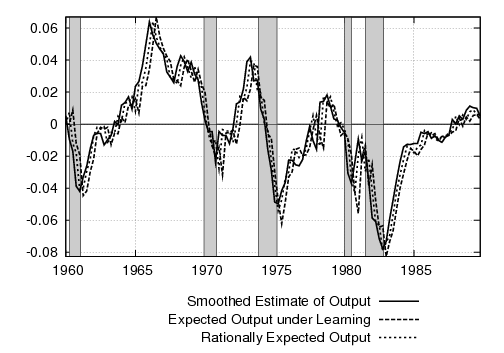 0.06
0.04
0.02
0
-0.02
-0.04
-0.06
-0.08
1960 1965 1970 1975 1980 1985
Smoothed Estimate of Output
Expected Output under Learning
Rationally Expected Output